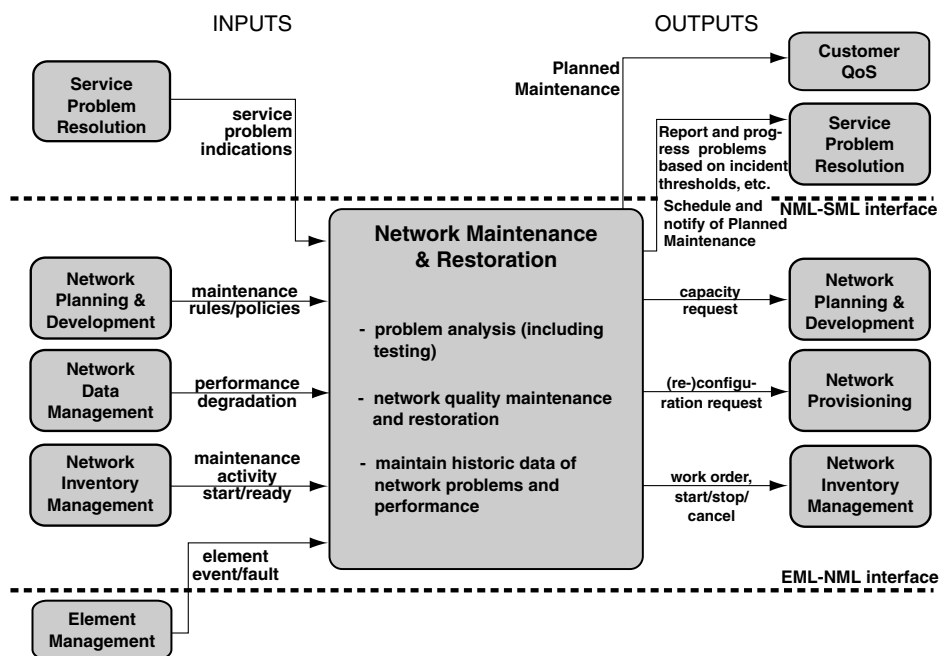 INPUTS
OUTPUTS
Service
Problem
Resolution
service
problem
indications
Planned
Maintenance
Customer
QoS
Report and prog-
ress problems
based on incident
thresholds, etc.
Service
Problem
Resolution
NML-SML interface
Schedule and
notify of Planned
Maintenance
Network Maintenance
& Restoration
- problem analysis (including
testing)
- network quality maintenance
and restoration
- maintain historic data of
network problems and
performance
Network
Planning &
Development
maintenance
rules/policies
capacity
request
Network
Planning &
Development
Network
Data
Management
performance
degradation
(re-)configu-
ration request
Network
Provisioning
Network
Inventory
Management
maintenance
activity
start/ready
work order,
start/stop/
cancel
Network
Inventory
Management
element
event/fault
EML-NML interface
Element
Management